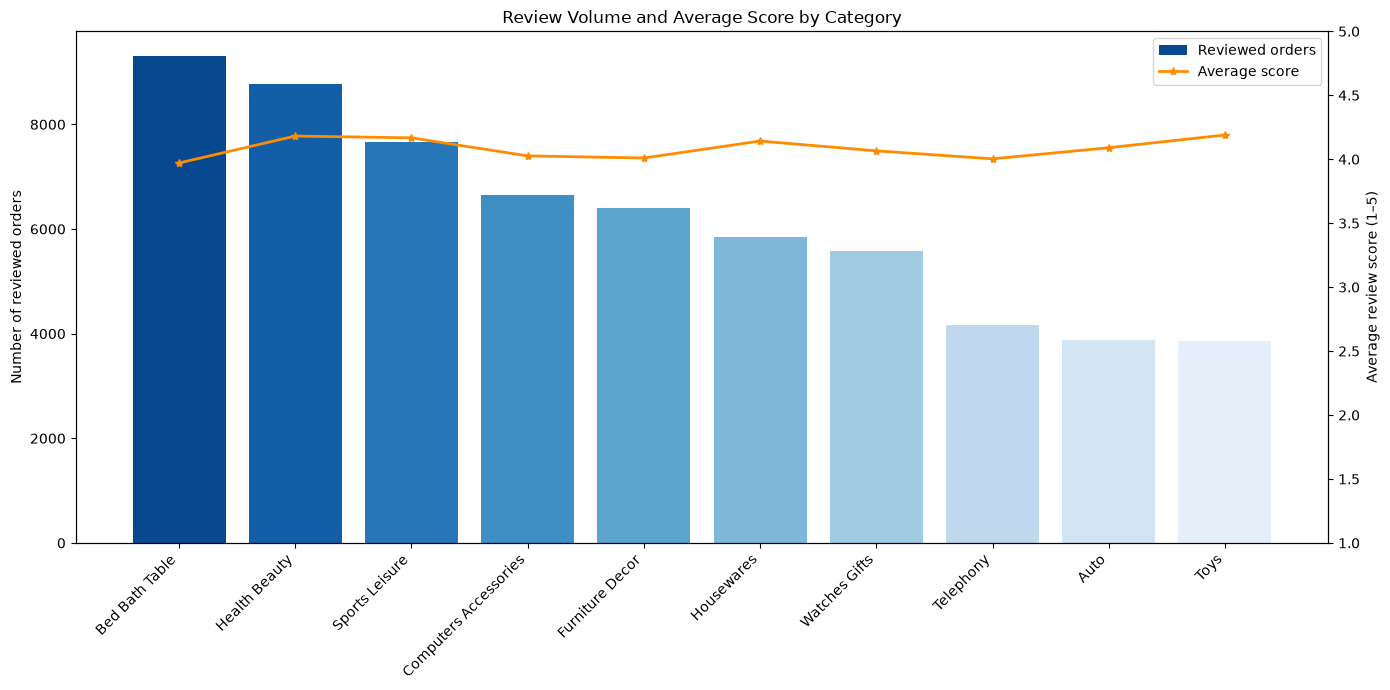 Review Volume and Average Score by Category
Reviewed orders
Average score
Number of reviewed orders
8000
6000
4000
2000
0
5.0
4.5
4.0
3.5
3.0
2.5
2.0
1.5
1.0
Average review score (1–5)
Bed Bath Table
Health Beauty
Sports Leisure
Computers Accessories
Furniture Decor
Housewares
Watches Gifts
Telephony
Auto
Toys